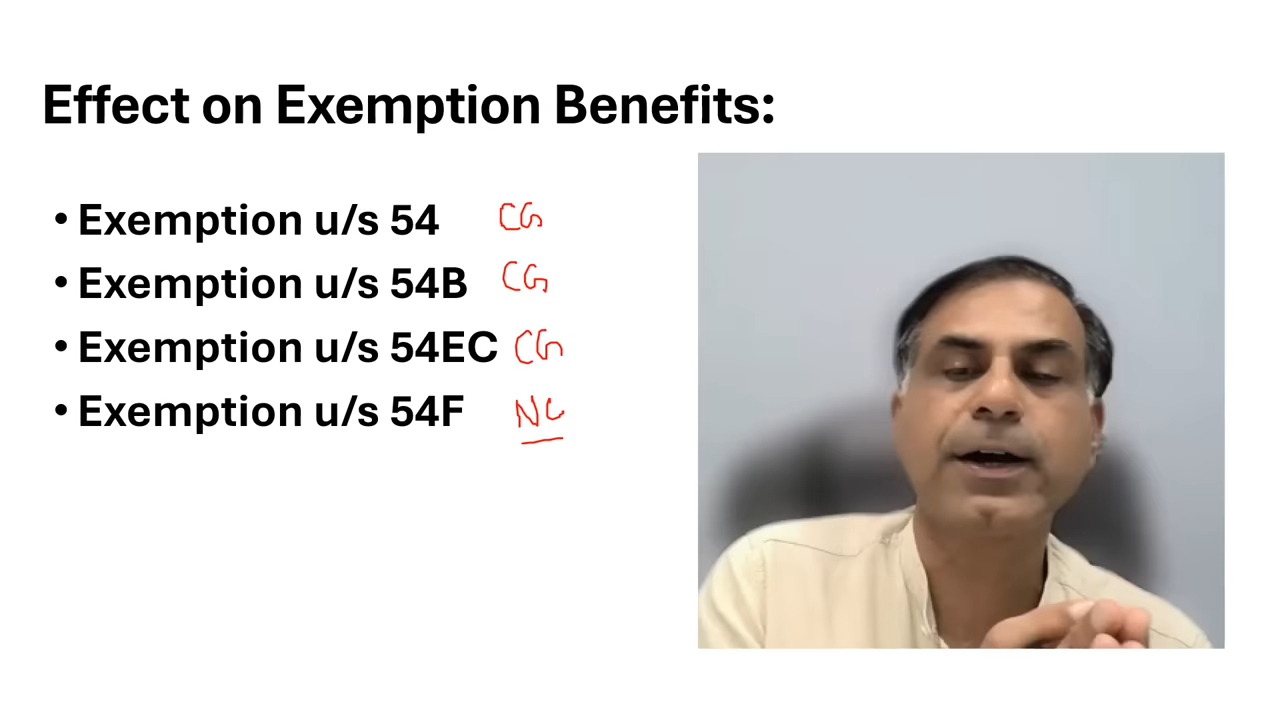 Effect on Exemption Benefits:
• Exemption u/s 54 CG
• Exemption u/s 54B CG
• Exemption u/s 54EC CG
• Exemption u/s 54F NC